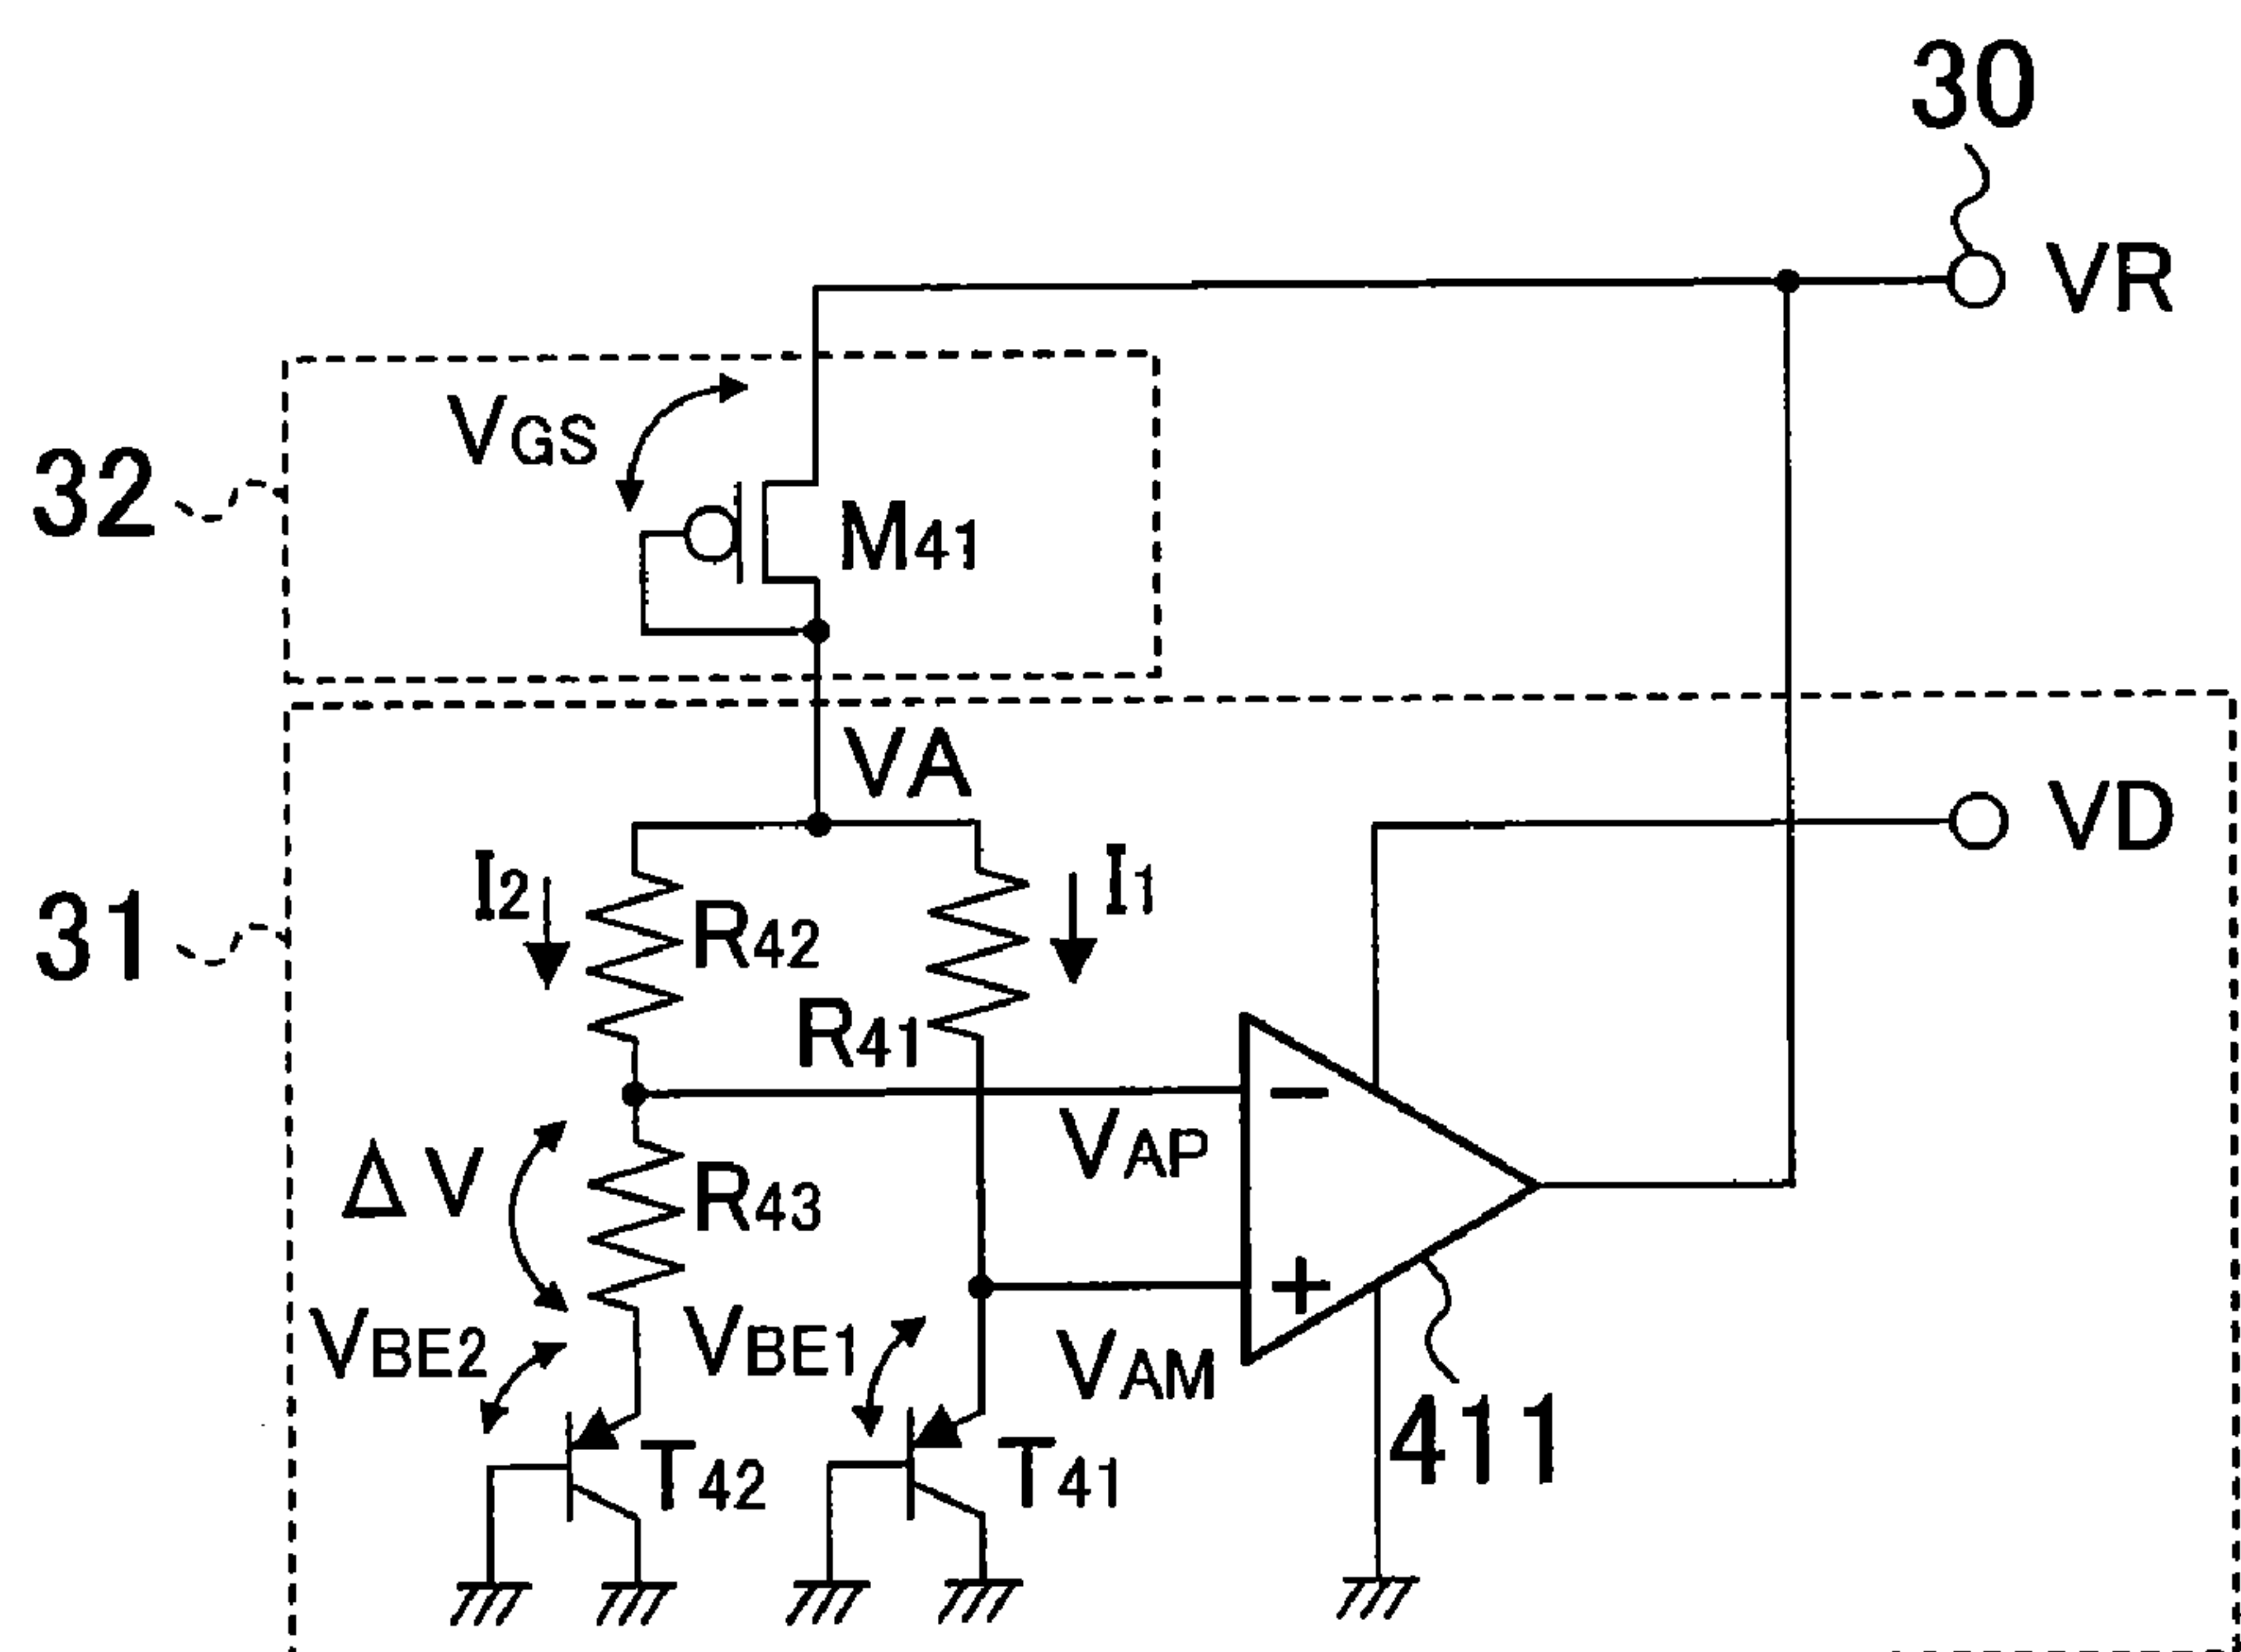 30
VR
VGS
32
M41
VA
VD
I2
I1
31
R42
R41
−
VAP
ΔV
R43
+
VBE2
VBE1
VAM
411
T42
T41